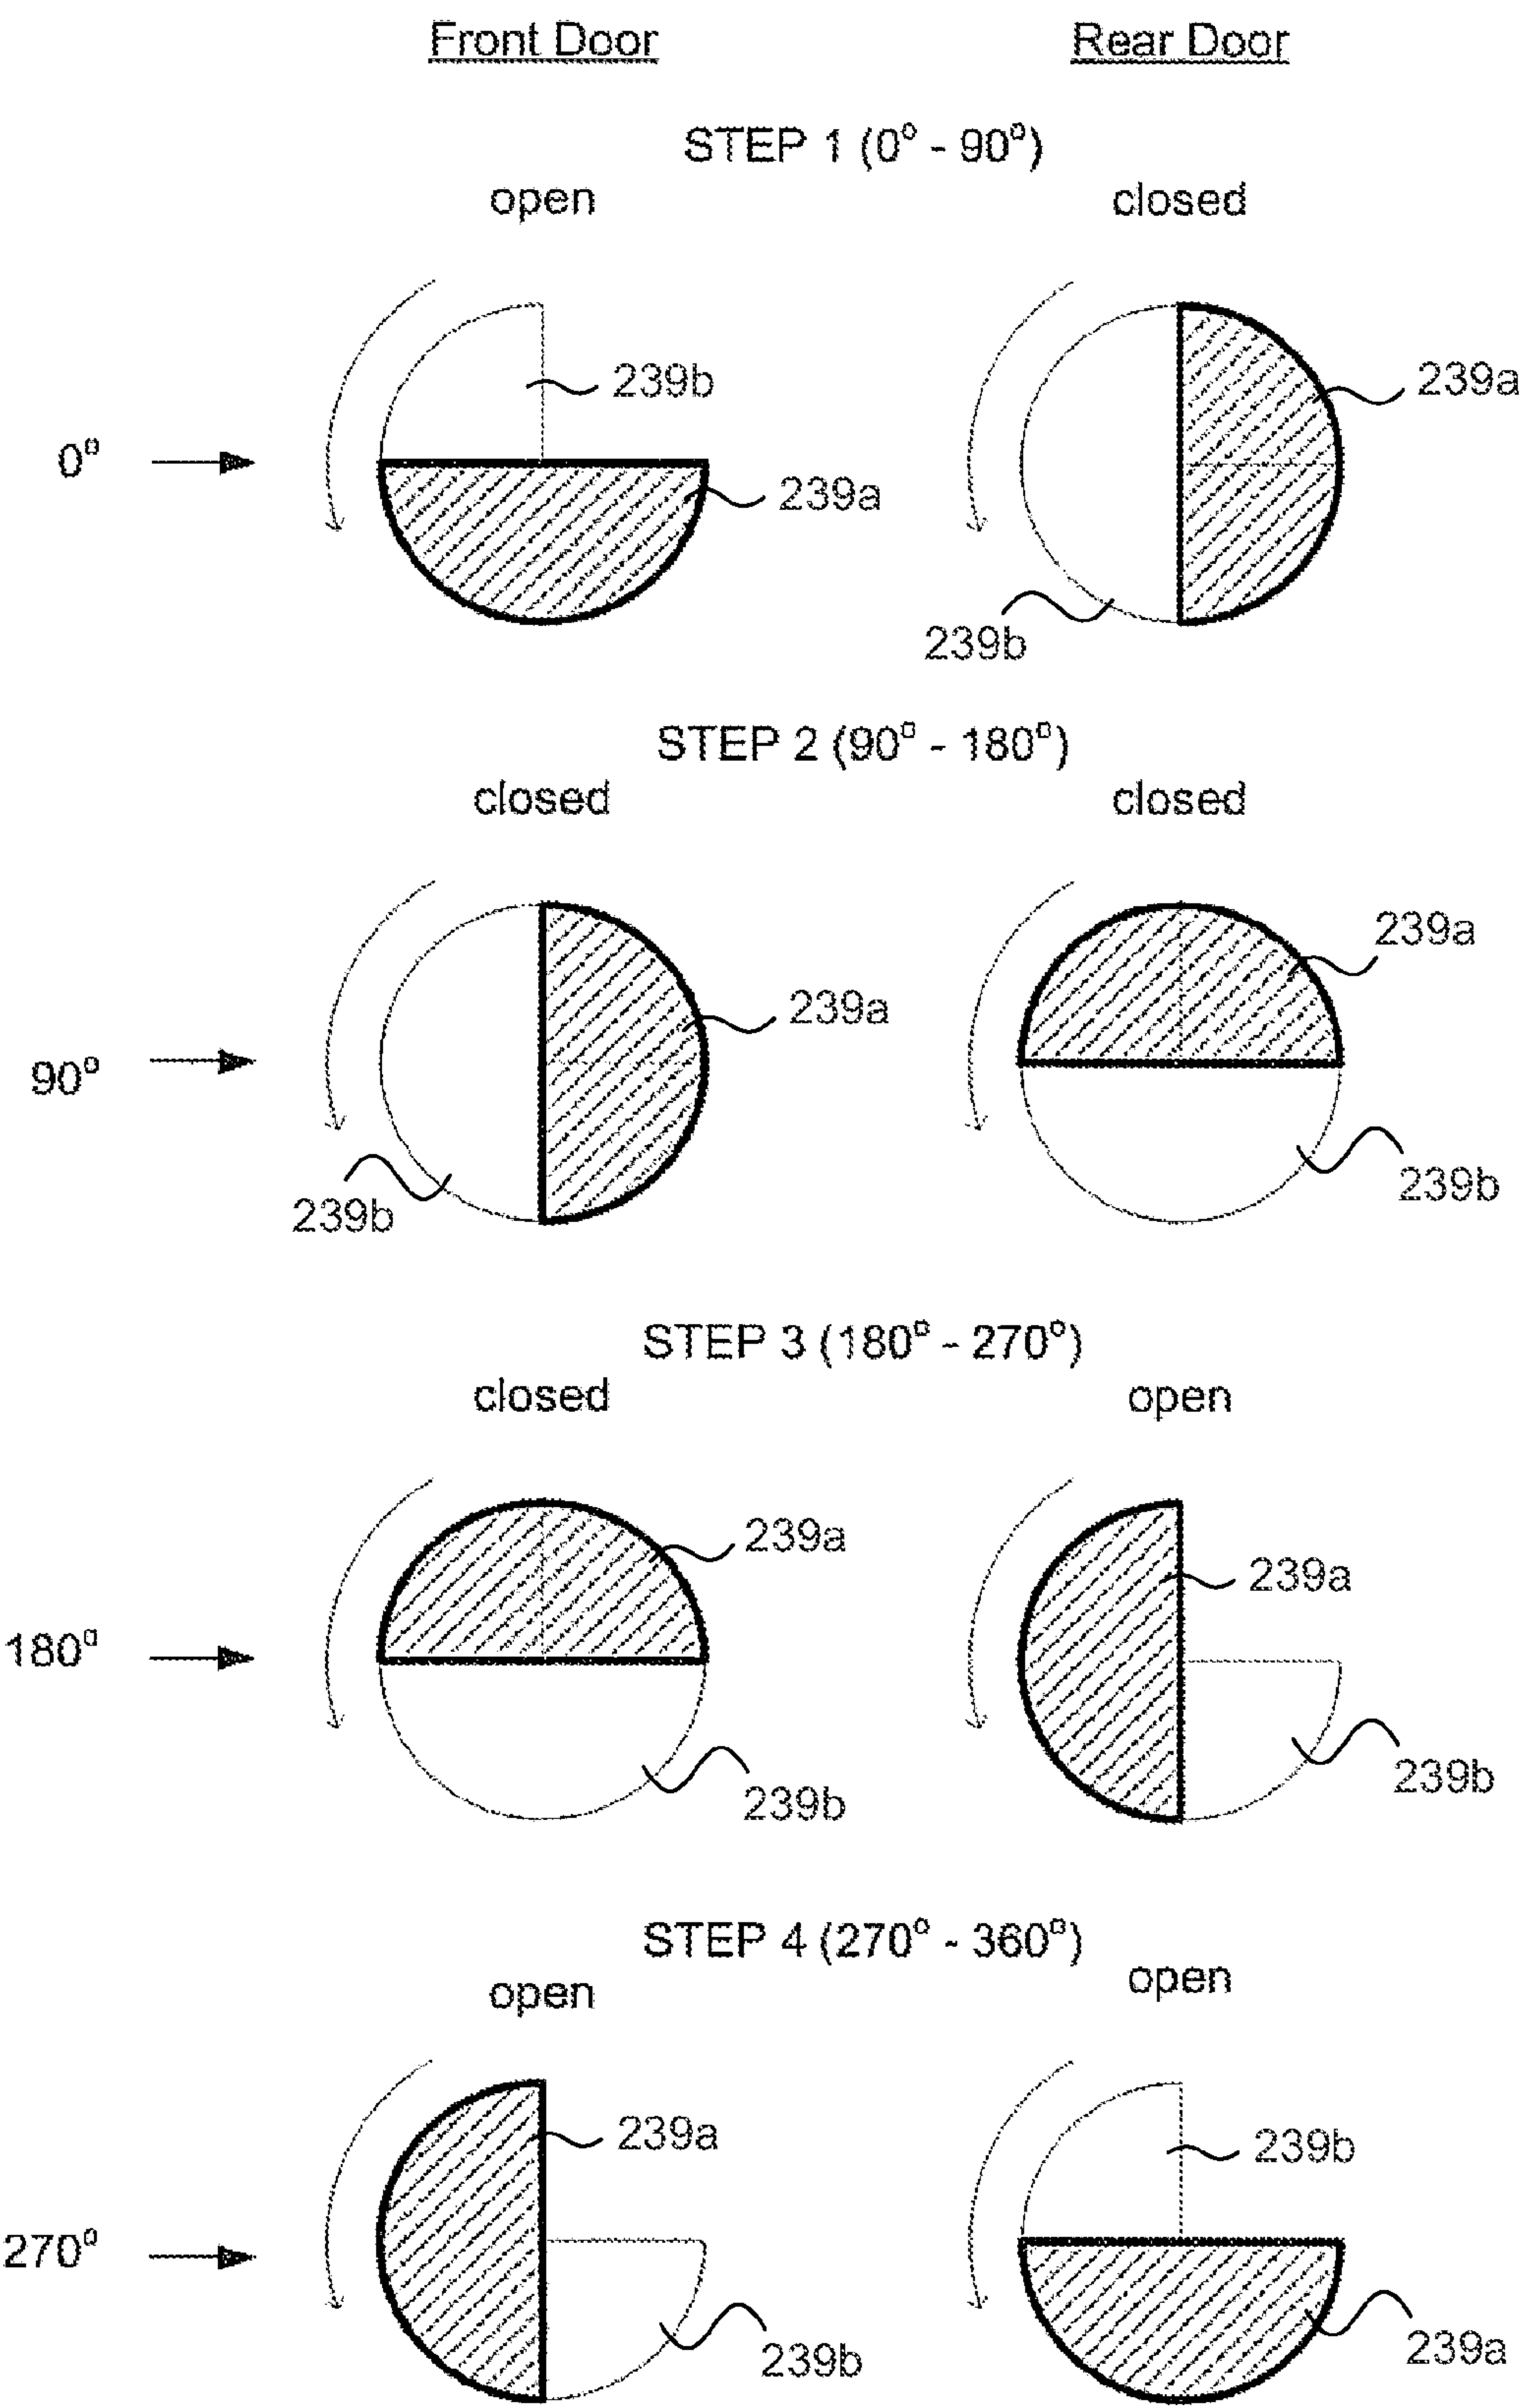 Front Door Rear Door
STEP 1 (0° - 90°)
open closed
239b 239a
0° 239a
239b
STEP 2 (90° - 180°)
closed closed
239a
239a
90°
239b 239b
STEP 3 (180° - 270°)
closed open
239a 239a
180°
239b 239b
STEP 4 (270° - 360°)
open open
239a 239b
270°
239b 239a